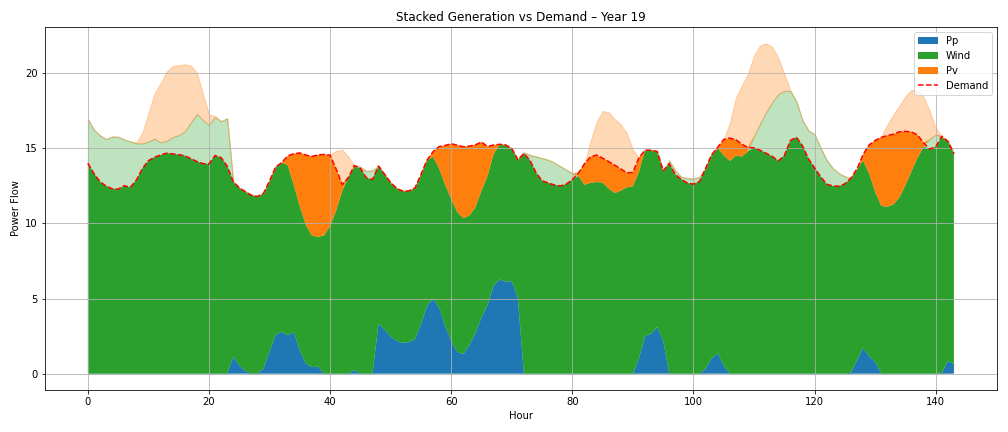 Stacked Generation vs Demand – Year 19
Pp
Wind
Pv
Demand
Power Flow
20
15
10
5
0
0 20 40 60 80 100 120 140
Hour